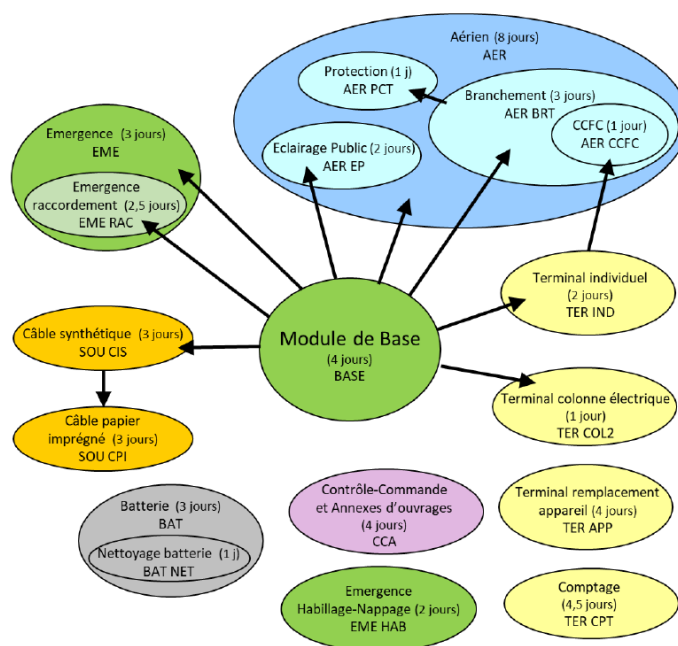 Aérien (8 jours)
AER
Protection (1 j)
AER PCT
Branchement (3 jours)
AER BRT
CCFC (1 jour)
AER CCFC
Eclairage Public (2 jours)
AER EP
Emergence (3 jours)
EME
Emergence
raccordement (2,5 jours)
EME RAC
Terminal individuel
(2 jours)
TER IND
Module de Base
(4 jours)
BASE
Câble synthétique (3 jours)
SOU CIS
Terminal colonne électrique
(1 jour)
TER COL2
Câble papier
imprégné (3 jours)
SOU CPI
Contrôle-Commande
et Annexes d'ouvrages
(4 jours)
CCA
Terminal remplacement
appareil (4 jours)
TER APP
Batterie (3 jours)
BAT
Nettoyage batterie (1 j)
BAT NET
Emergence
Habillage-Nappage (2 jours)
EME HAB
Comptage
(4,5 jours)
TER CPT